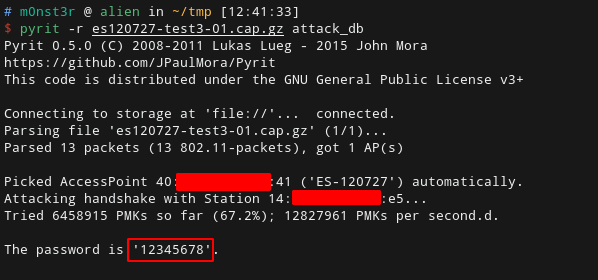 # m0nst3r @ alien in ~/tmp [12:41:33]
$ pyrit -r es120727-test3-01.cap.gz attack_db
Pyrit 0.5.0 (C) 2008-2011 Lukas Lueg - 2015 John Mora
https://github.com/JPaulMora/Pyrit
This code is distributed under the GNU General Public License v3+
Connecting to storage at 'file://'...  connected.
Parsing file 'es120727-test3-01.cap.gz' (1/1)...
Parsed 13 packets (13 802.11-packets), got 1 AP(s)
Picked AccessPoint 40: :41 ('ES-120727') automatically.
Attacking handshake with Station 14: :e5...
Tried 6458915 PMKs so far (67.2%); 12827961 PMKs per second.d.
The password is '12345678'.